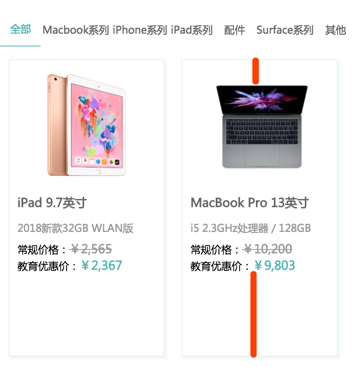 全部 Macbook系列 iPhone系列 iPad系列 配件 Surface系列 其他
iPad 9.7英寸
2018新款32GB WLAN版
常规价格：￥2,565
教育优惠价：￥2,367
MacBook Pro 13英寸
i5 2.3GHz处理器 / 128GB
常规价格：￥10,200
教育优惠价：￥9,803